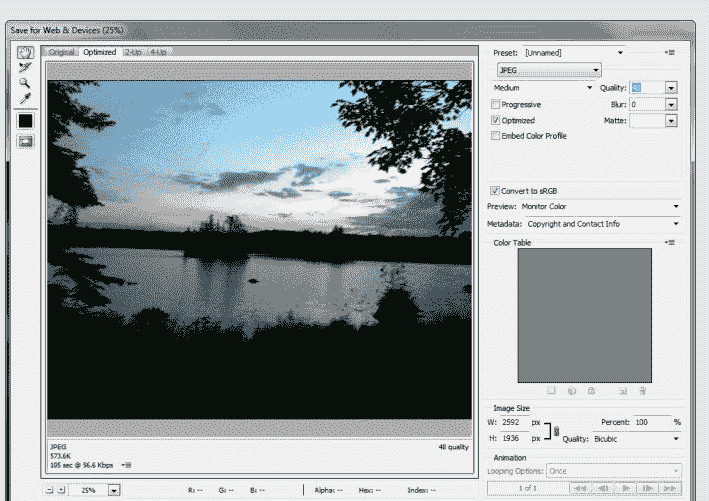 Save for Web & Devices (25%)
Original Optimized 2-Up 4-Up
Preset: [Unnamed]
JPEG
Medium Quality: 48
Progressive Blur: 0
Optimized Matte:
Embed Color Profile
Convert to sRGB
Preview: Monitor Color
Metadata: Copyright and Contact Info
Color Table
Image Size
W: 2592 px Percent: 100 %
H: 1936 px Quality: Bicubic
Animation
Looping Options: Once
1 of 1
JPEG 48 quality
573.6K
105 sec @ 56.6 Kbps
25% R: -- G: -- B: -- Alpha: -- Hex: -- Index: --